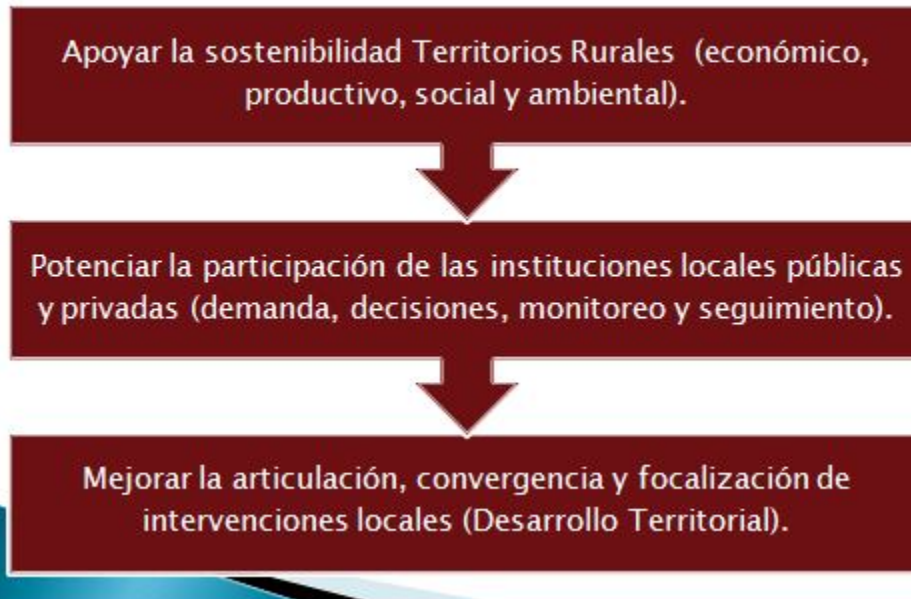 Apoyar la sostenibilidad Territorios Rurales (económico,
productivo, social y ambiental).
Potenciar la participación de las instituciones locales públicas
y privadas (demanda, decisiones, monitoreo y seguimiento).
Mejorar la articulación, convergencia y focalización de
intervenciones locales (Desarrollo Territorial).